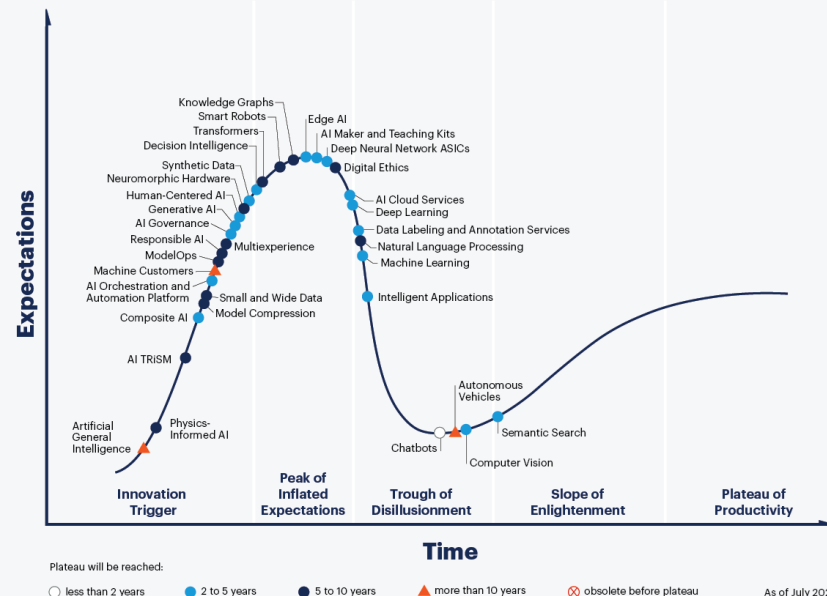 Expectations
Knowledge Graphs
Smart Robots
Transformers
Decision Intelligence
Synthetic Data
Neuromorphic Hardware
Human-Centered AI
Generative AI
AI Governance
Responsible AI
Multiexperience
ModelOps
Machine Customers
AI Orchestration and
Automation Platform
Small and Wide Data
Model Compression
Composite AI
AI TRiSM
Artificial
General
Intelligence
Physics-
Informed AI
Edge AI
AI Maker and Teaching Kits
Deep Neural Network ASICs
Digital Ethics
AI Cloud Services
Deep Learning
Data Labeling and Annotation Services
Natural Language Processing
Machine Learning
Intelligent Applications
Autonomous
Vehicles
Chatbots
Computer Vision
Semantic Search
Innovation
Trigger
Peak of
Inflated
Expectations
Trough of
Disillusionment
Slope of
Enlightenment
Plateau of
Productivity
Time
Plateau will be reached:
less than 2 years
2 to 5 years
5 to 10 years
more than 10 years
obsolete before plateau
As of July